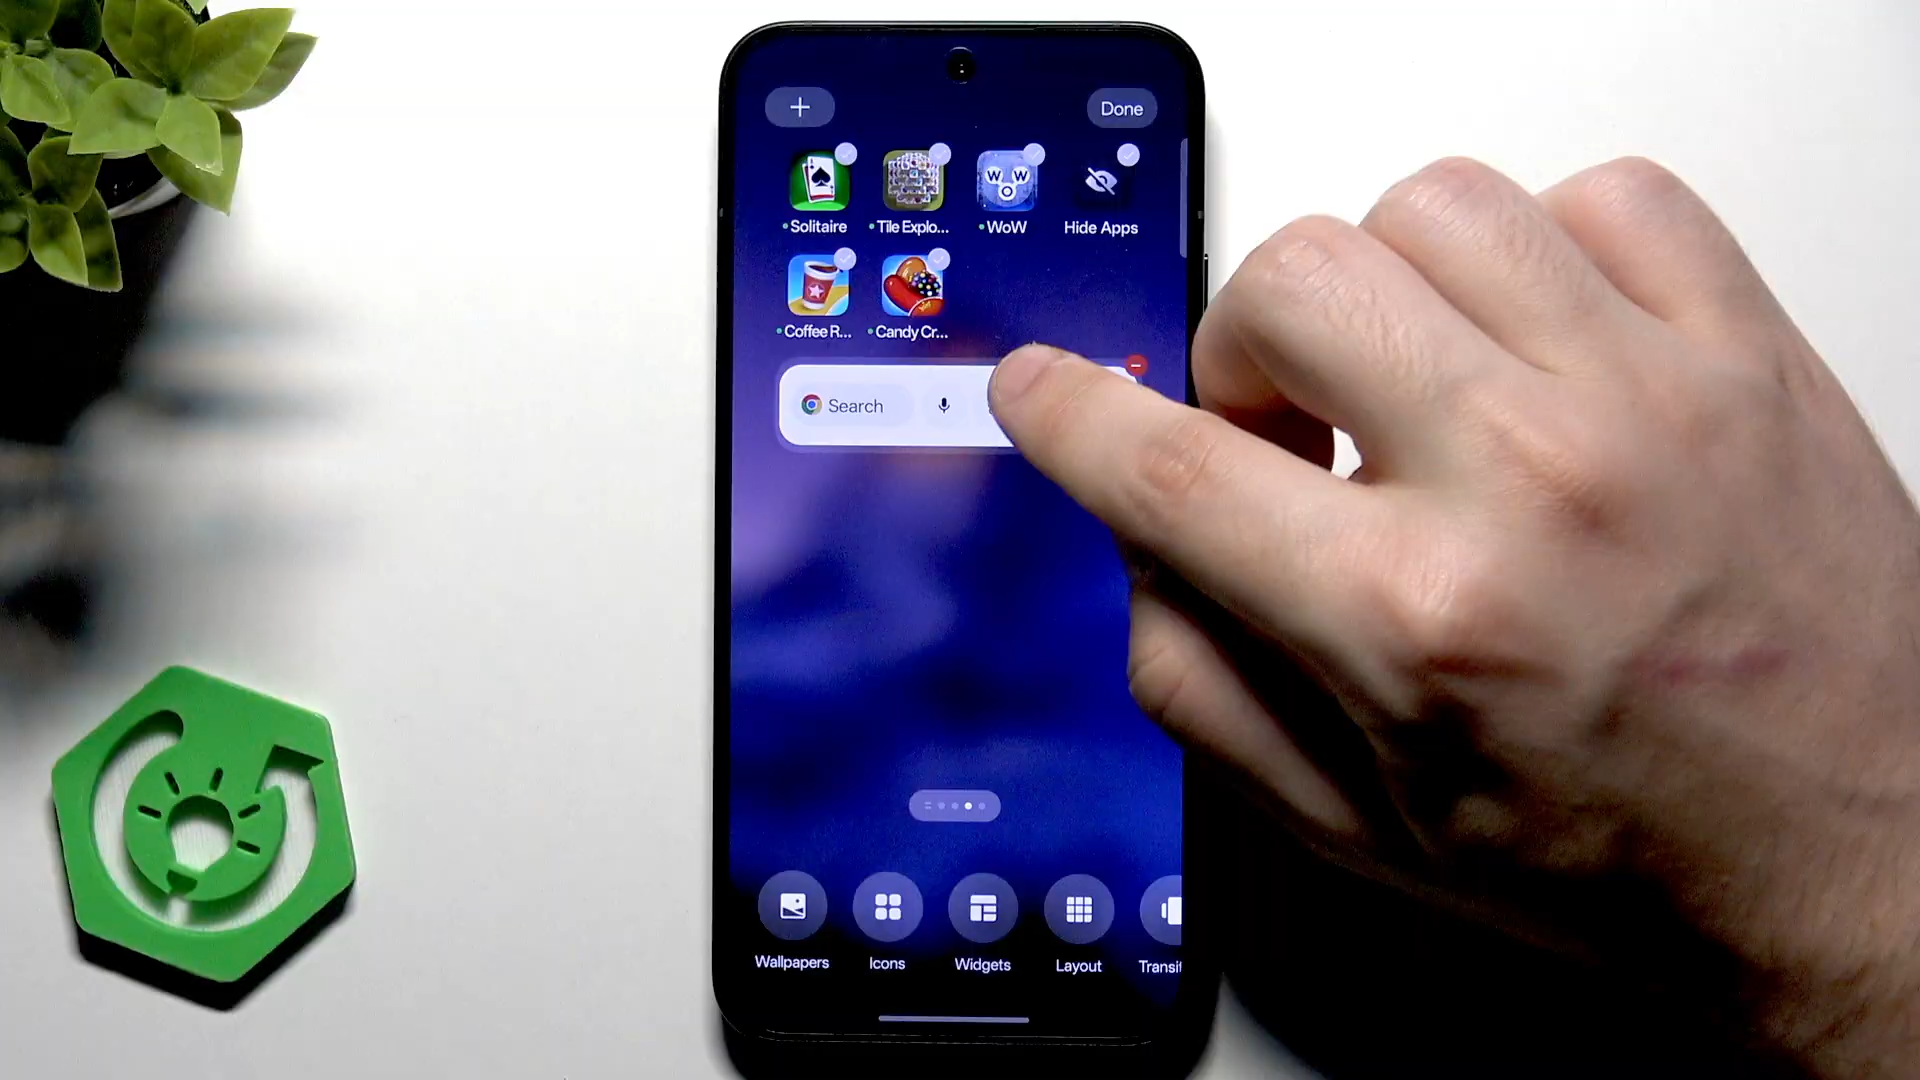 + Done
Solitaire Tile Explo... WoW Hide Apps
Coffee R... Candy Cr...
Search
Wallpapers Icons Widgets Layout Transit